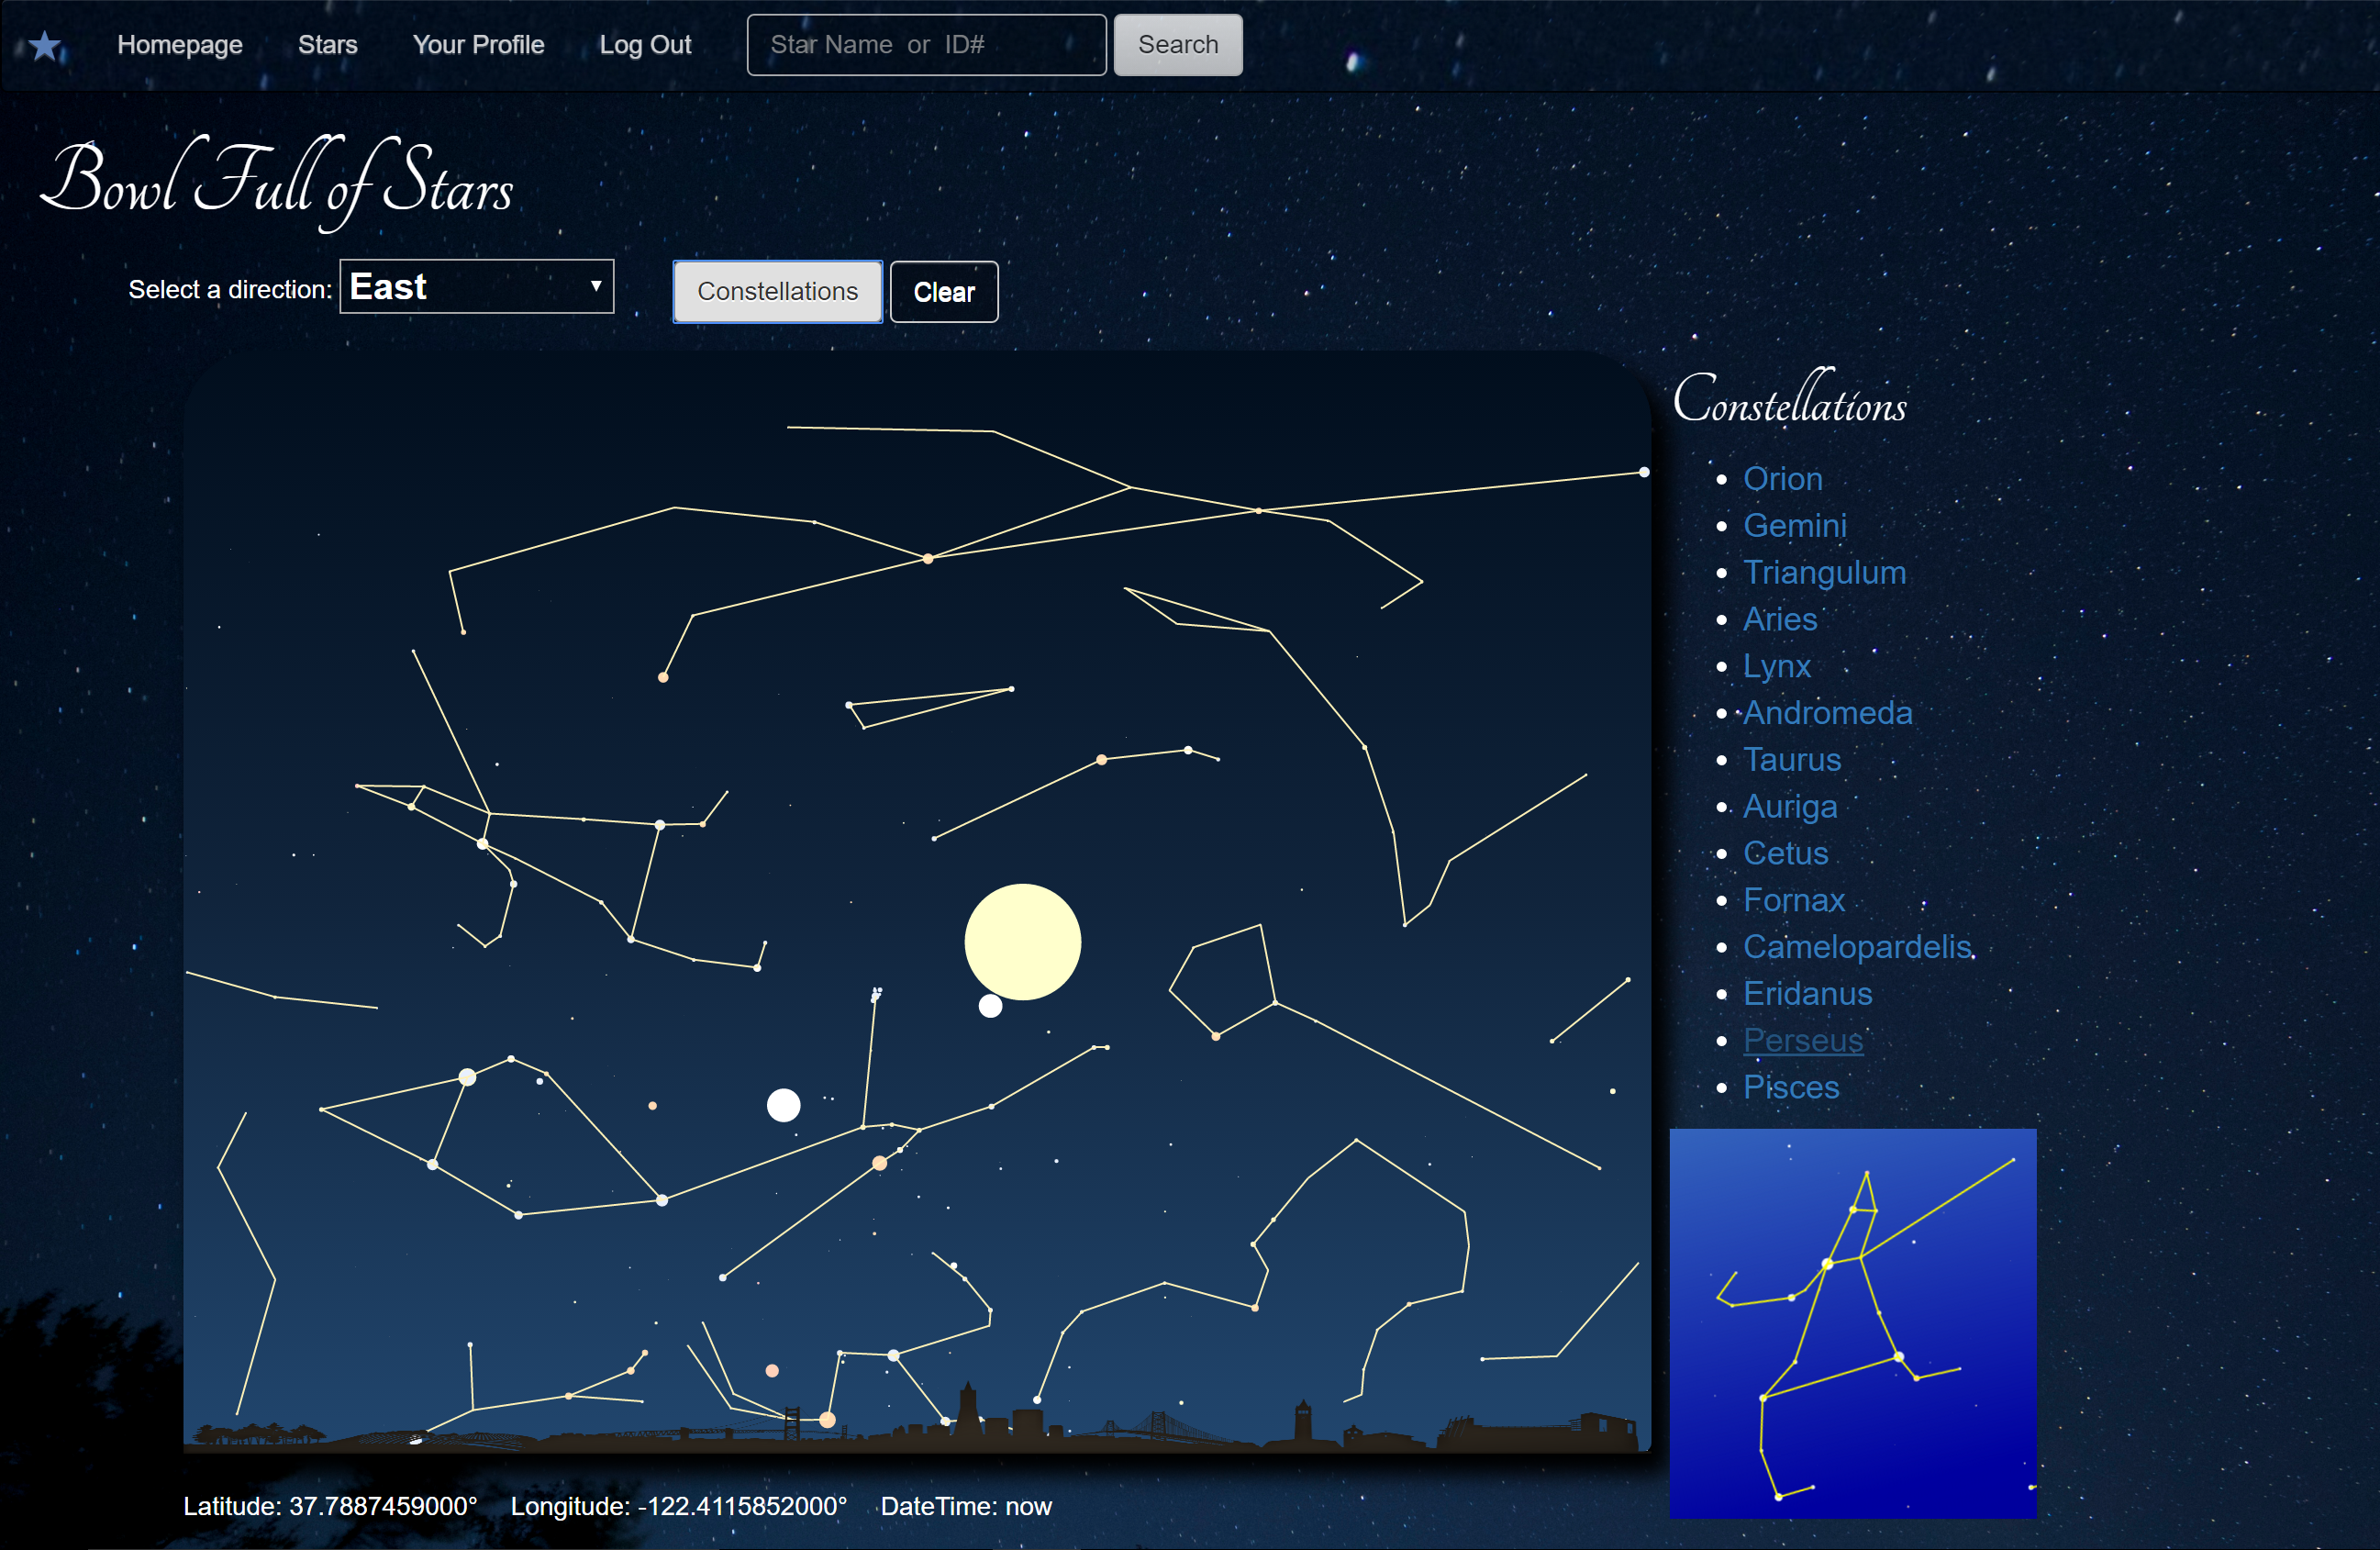 Homepage Stars Your Profile Log Out Star Name or ID# Search
Bowl Full of Stars
Select a direction: East Constellations Clear
Constellations
Orion
Gemini
Triangulum
Aries
Lynx
Andromeda
Taurus
Auriga
Cetus
Fornax
Camelopardelis
Eridanus
Perseus
Pisces
Latitude: 37.7887459000° Longitude: -122.4115852000° DateTime: now